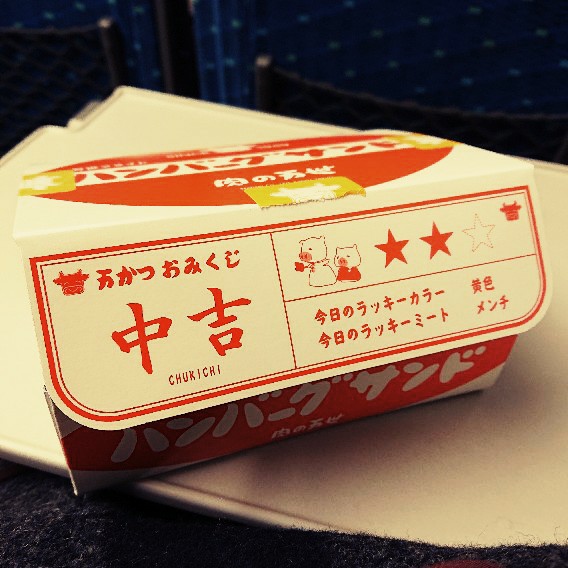 ハンバーグサンド
肉の万世
万かつおみくじ
中吉
CHUKICHI
今日のラッキーカラー 黄色
今日のラッキーミート メンチ
ハンバーグサンド
肉の万世